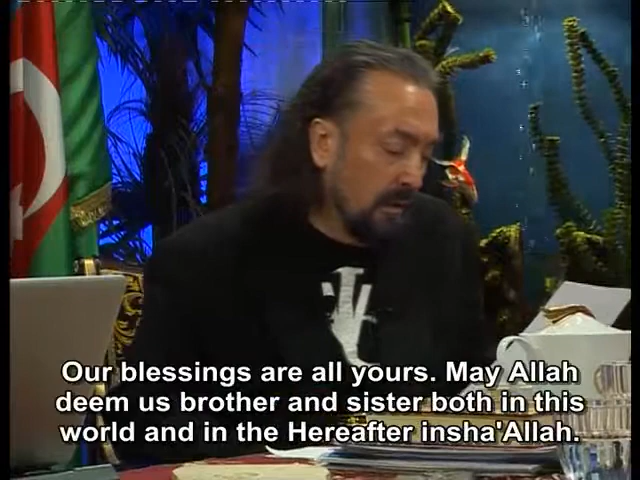 Our blessings are all yours. May Allah
deem us brother and sister both in this
world and in the Hereafter insha'Allah.